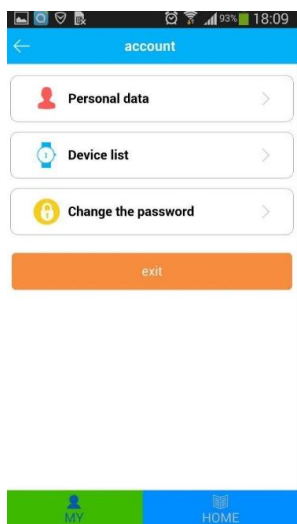 93% 18:09
account
Personal data
Device list
Change the password
exit
MY HOME